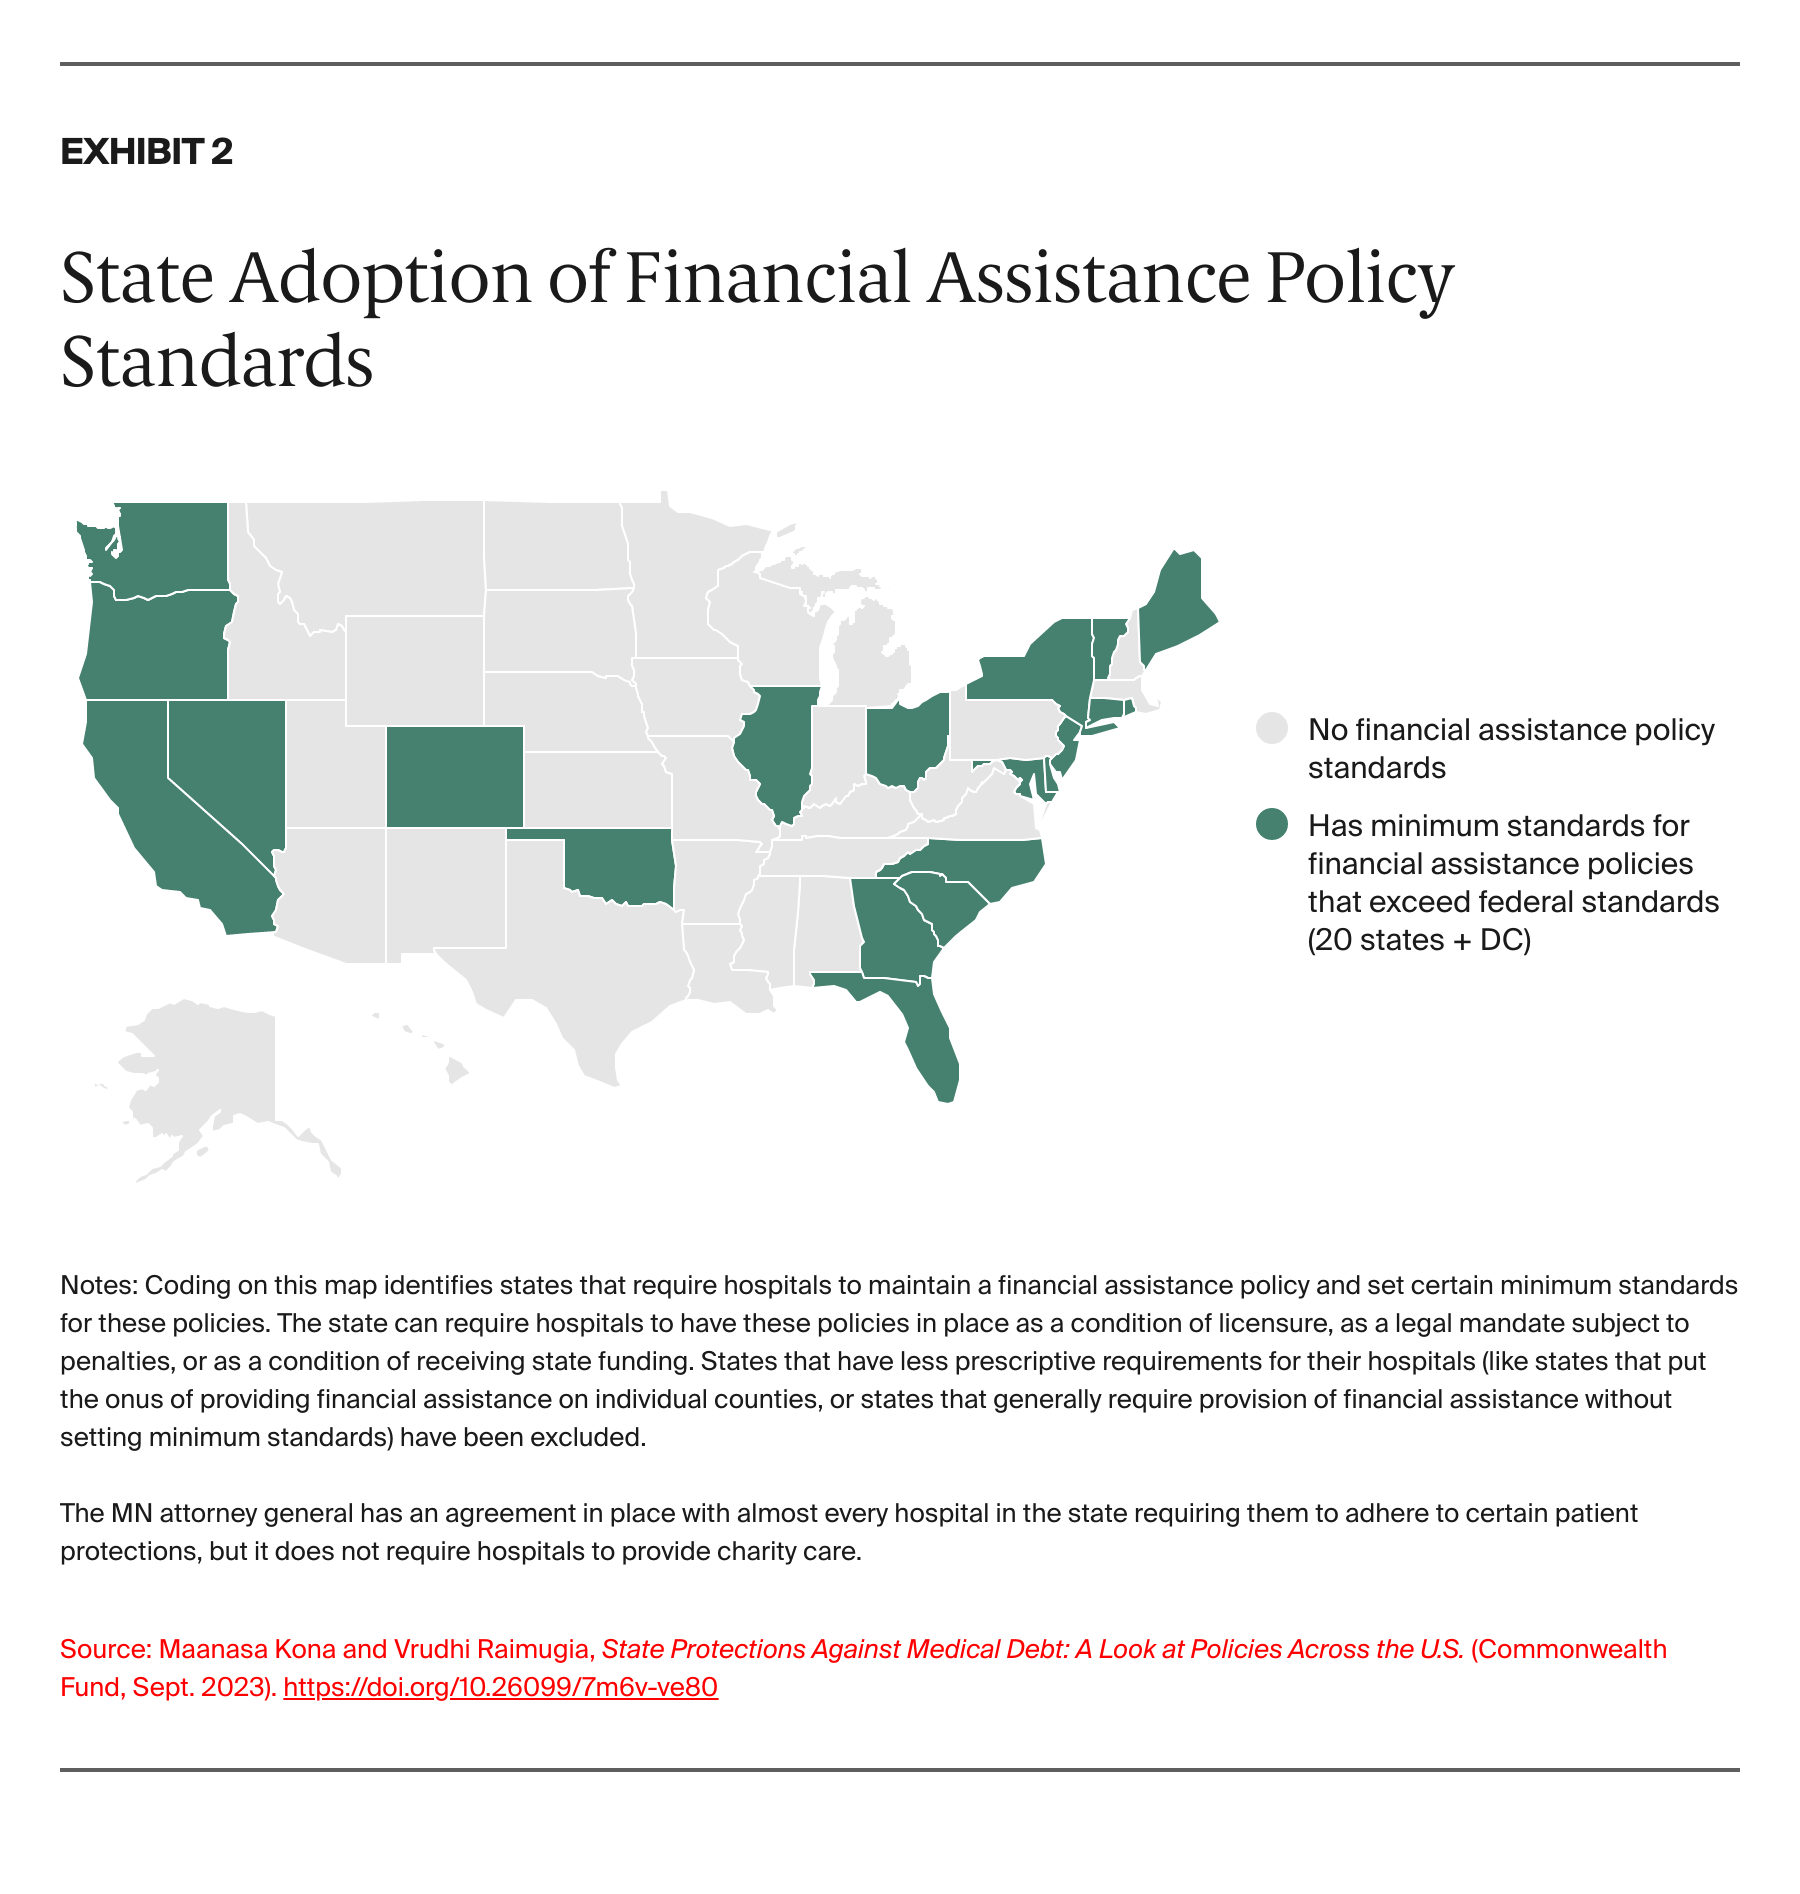 EXHIBIT 2
State Adoption of Financial Assistance Policy
Standards
No financial assistance policy
standards
Has minimum standards for
financial assistance policies
that exceed federal standards
(20 states + DC)
Notes: Coding on this map identifies states that require hospitals to maintain a financial assistance policy and set certain minimum standards
for these policies. The state can require hospitals to have these policies in place as a condition of licensure, as a legal mandate subject to
penalties, or as a condition of receiving state funding. States that have less prescriptive requirements for their hospitals (like states that put
the onus of providing financial assistance on individual counties, or states that generally require provision of financial assistance without
setting minimum standards) have been excluded.
The MN attorney general has an agreement in place with almost every hospital in the state requiring them to adhere to certain patient
protections, but it does not require hospitals to provide charity care.
Source: Maanasa Kona and Vrudhi Raimugia, State Protections Against Medical Debt: A Look at Policies Across the U.S. (Commonwealth
Fund, Sept. 2023). https://doi.org/10.26099/7m6v-ve80